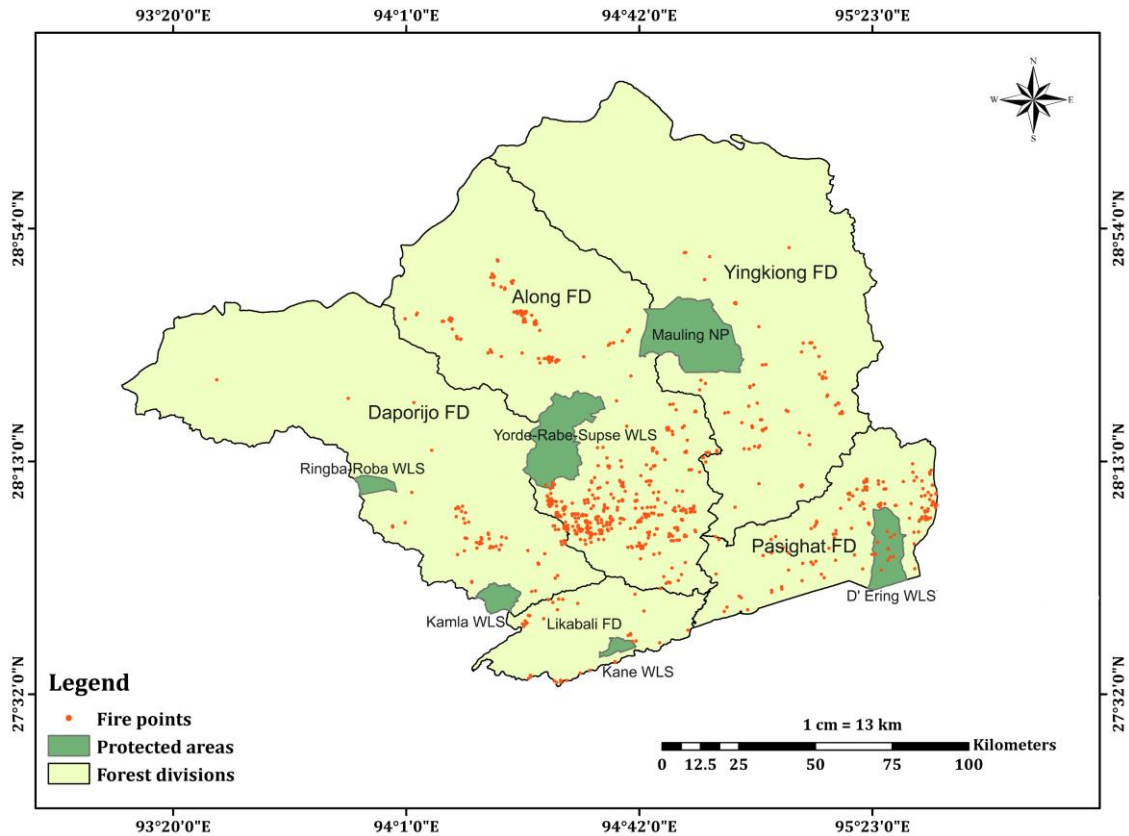 93°20'0"E 94°1'0"E 94°42'0"E 95°23'0"E
N
W E
S
28°54'0"N
28°54'0"N
Yingkiong FD
Along FD
Mauling NP
Daporijo FD
Yorde-Rabe-Supse WLS
28°13'0"N
28°13'0"N
Ringba-Roba WLS
Pasighat FD
D' Ering WLS
Kamla WLS
Likabali FD
Kane WLS
27°32'0"N
27°32'0"N
Legend
Fire points
Protected areas
Forest divisions
1 cm = 13 km
Kilometers
0 12.5 25 50 75 100
93°20'0"E 94°1'0"E 94°42'0"E 95°23'0"E